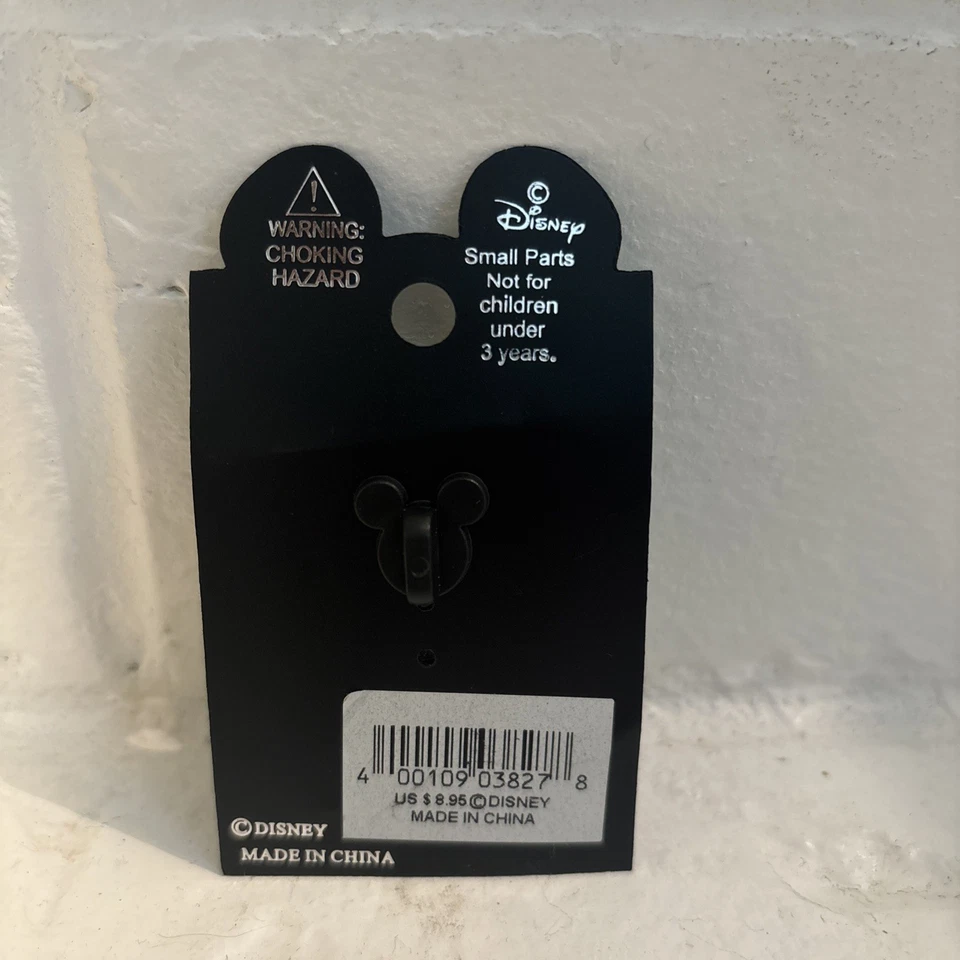 !
WARNING:
CHOKING
HAZARD
©
Disney
Small Parts
Not for
children
under
3 years.
4 00109 03827 8
US $ 8.95 ©DISNEY
MADE IN CHINA
©DISNEY
MADE IN CHINA